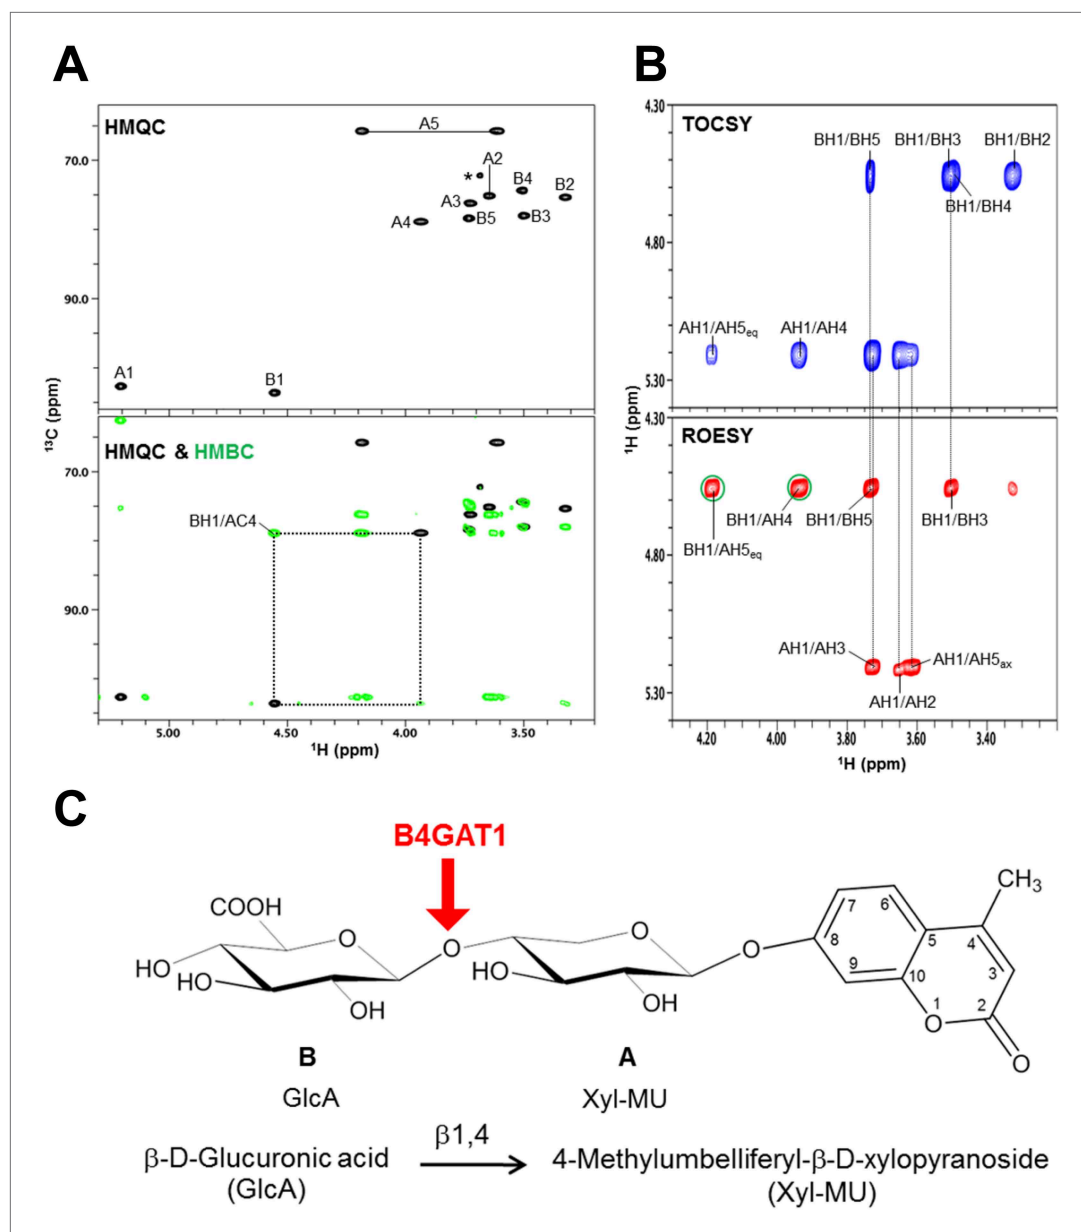 A
HMQC
A5
A2
*
B4
B2
A3
A4
B5
B3
A1
B1
70.0
90.0
¹³C (ppm)
HMQC & HMBC
BH1/AC4
70.0
90.0
5.00 4.50 4.00 3.50
¹H (ppm)
B
TOCSY
BH1/BH5
BH1/BH3
BH1/BH2
BH1/BH4
AH1/AH5eq
AH1/AH4
4.30
4.80
5.30
¹H (ppm)
ROESY
BH1/AH4
BH1/BH5
BH1/BH3
BH1/AH5eq
AH1/AH3
AH1/AH5ax
AH1/AH2
4.30
4.80
5.30
4.20 4.00 3.80 3.60 3.40
¹H (ppm)
C
B4GAT1
COOH
O
O
O
O
HO
HO
OH
HO
OH
CH₃
7
6
8
5
4
9
10
3
1
2
O
O
B
A
GlcA
Xyl-MU
β1,4
β-D-Glucuronic acid
(GlcA)
4-Methylumbelliferyl-β-D-xylopyranoside
(Xyl-MU)